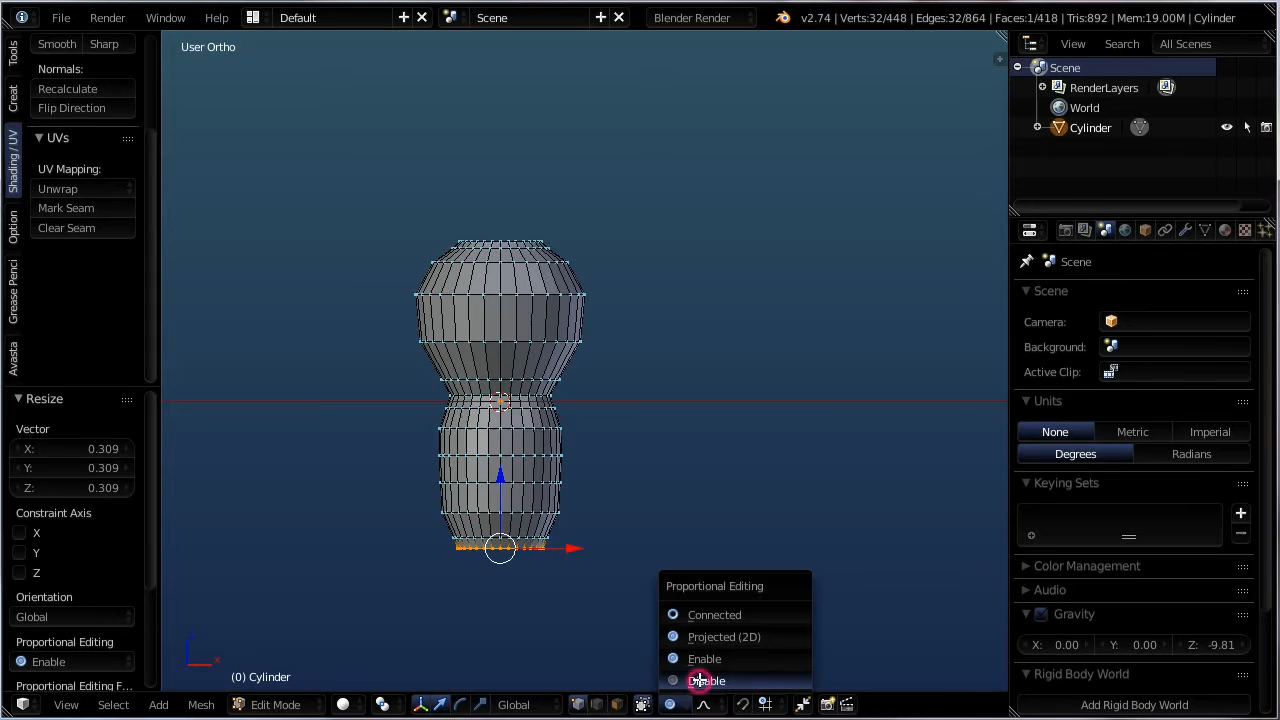 File Render Window Help Default Scene Blender Render v2.74 | Verts:32/448 | Edges:32/864 | Faces:1/418 | Tris:892 | Mem:19.00M | Cylinder
Tools
Creat
Shading / UV
Option
Grease Penci
Avasta
Smooth Sharp
Normals:
Recalculate
Flip Direction
UVs
UV Mapping:
Unwrap
Mark Seam
Clear Seam
Resize
Vector
X: 0.309
Y: 0.309
Z: 0.309
Constraint Axis
X
Y
Z
Orientation
Global
Proportional Editing
Enable
Proportional Editing F...
User Ortho
x
(0) Cylinder
Proportional Editing
Connected
Projected (2D)
Enable
Disable
View Select Add Mesh Edit Mode Global
View Search All Scenes
Scene
RenderLayers
World
Cylinder
Scene
Scene
Camera:
Background:
Active Clip:
Units
None Metric Imperial
Degrees Radians
Keying Sets
Color Management
Audio
Gravity
X: 0.00 Y: 0.00 Z: -9.81
Rigid Body World
Add Rigid Body World